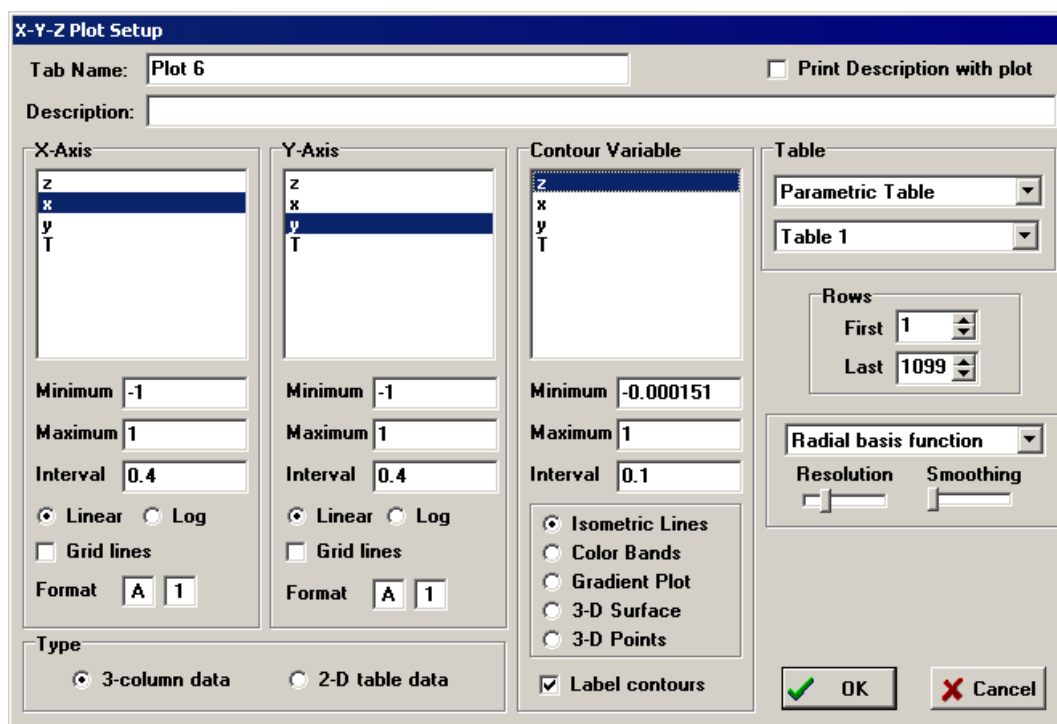 X-Y-Z Plot Setup
Tab Name: Plot 6
Print Description with plot
Description:
X-Axis
z
x
y
T
Minimum -1
Maximum 1
Interval 0.4
Linear Log
Grid lines
Format A 1
Y-Axis
z
x
y
T
Minimum -1
Maximum 1
Interval 0.4
Linear Log
Grid lines
Format A 1
Type
3-column data 2-D table data
Contour Variable
z
x
y
T
Minimum -0.000151
Maximum 1
Interval 0.1
Isometric Lines
Color Bands
Gradient Plot
3-D Surface
3-D Points
Label contours
Table
Parametric Table
Table 1
Rows
First 1
Last 1099
Radial basis function
Resolution Smoothing
OK Cancel